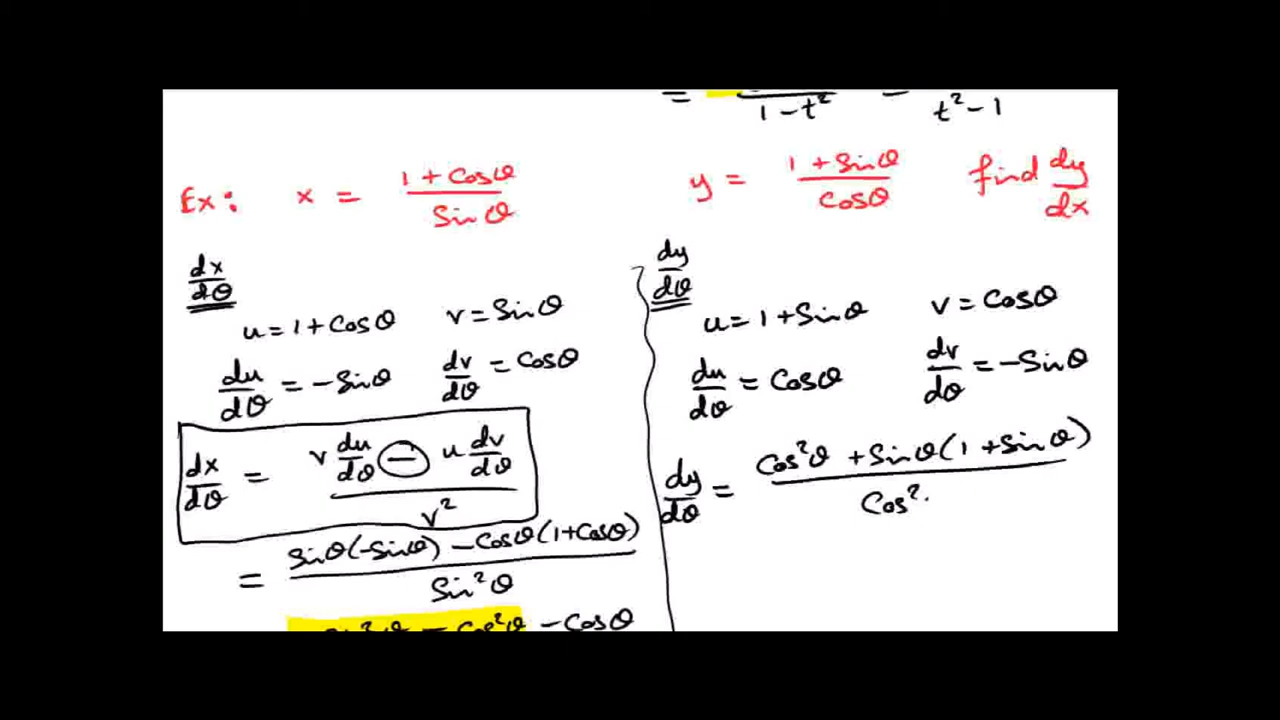 = 1-t² = t²-1
Ex: x = (1+cosθ)/(sinθ) y = (1+sinθ)/(cosθ) find dy/dx
dx/dθ
u=1+cosθ v=sinθ
du/dθ = -sinθ dv/dθ = cosθ
dx/dθ = (v du/dθ - u dv/dθ)/v²
= (sinθ(-sinθ) - cosθ(1+cosθ))/(sin²θ)
- cos²θ - cosθ
dy/dθ
u=1+sinθ v=cosθ
du/dθ = cosθ dv/dθ = -sinθ
dy/dθ = (cos²θ + sinθ(1+sinθ))/(cos²